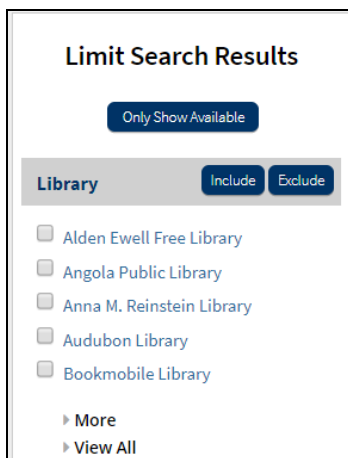 Limit Search Results
Only Show Available
Library Include Exclude
Alden Ewell Free Library
Angola Public Library
Anna M. Reinstein Library
Audubon Library
Bookmobile Library
More
View All